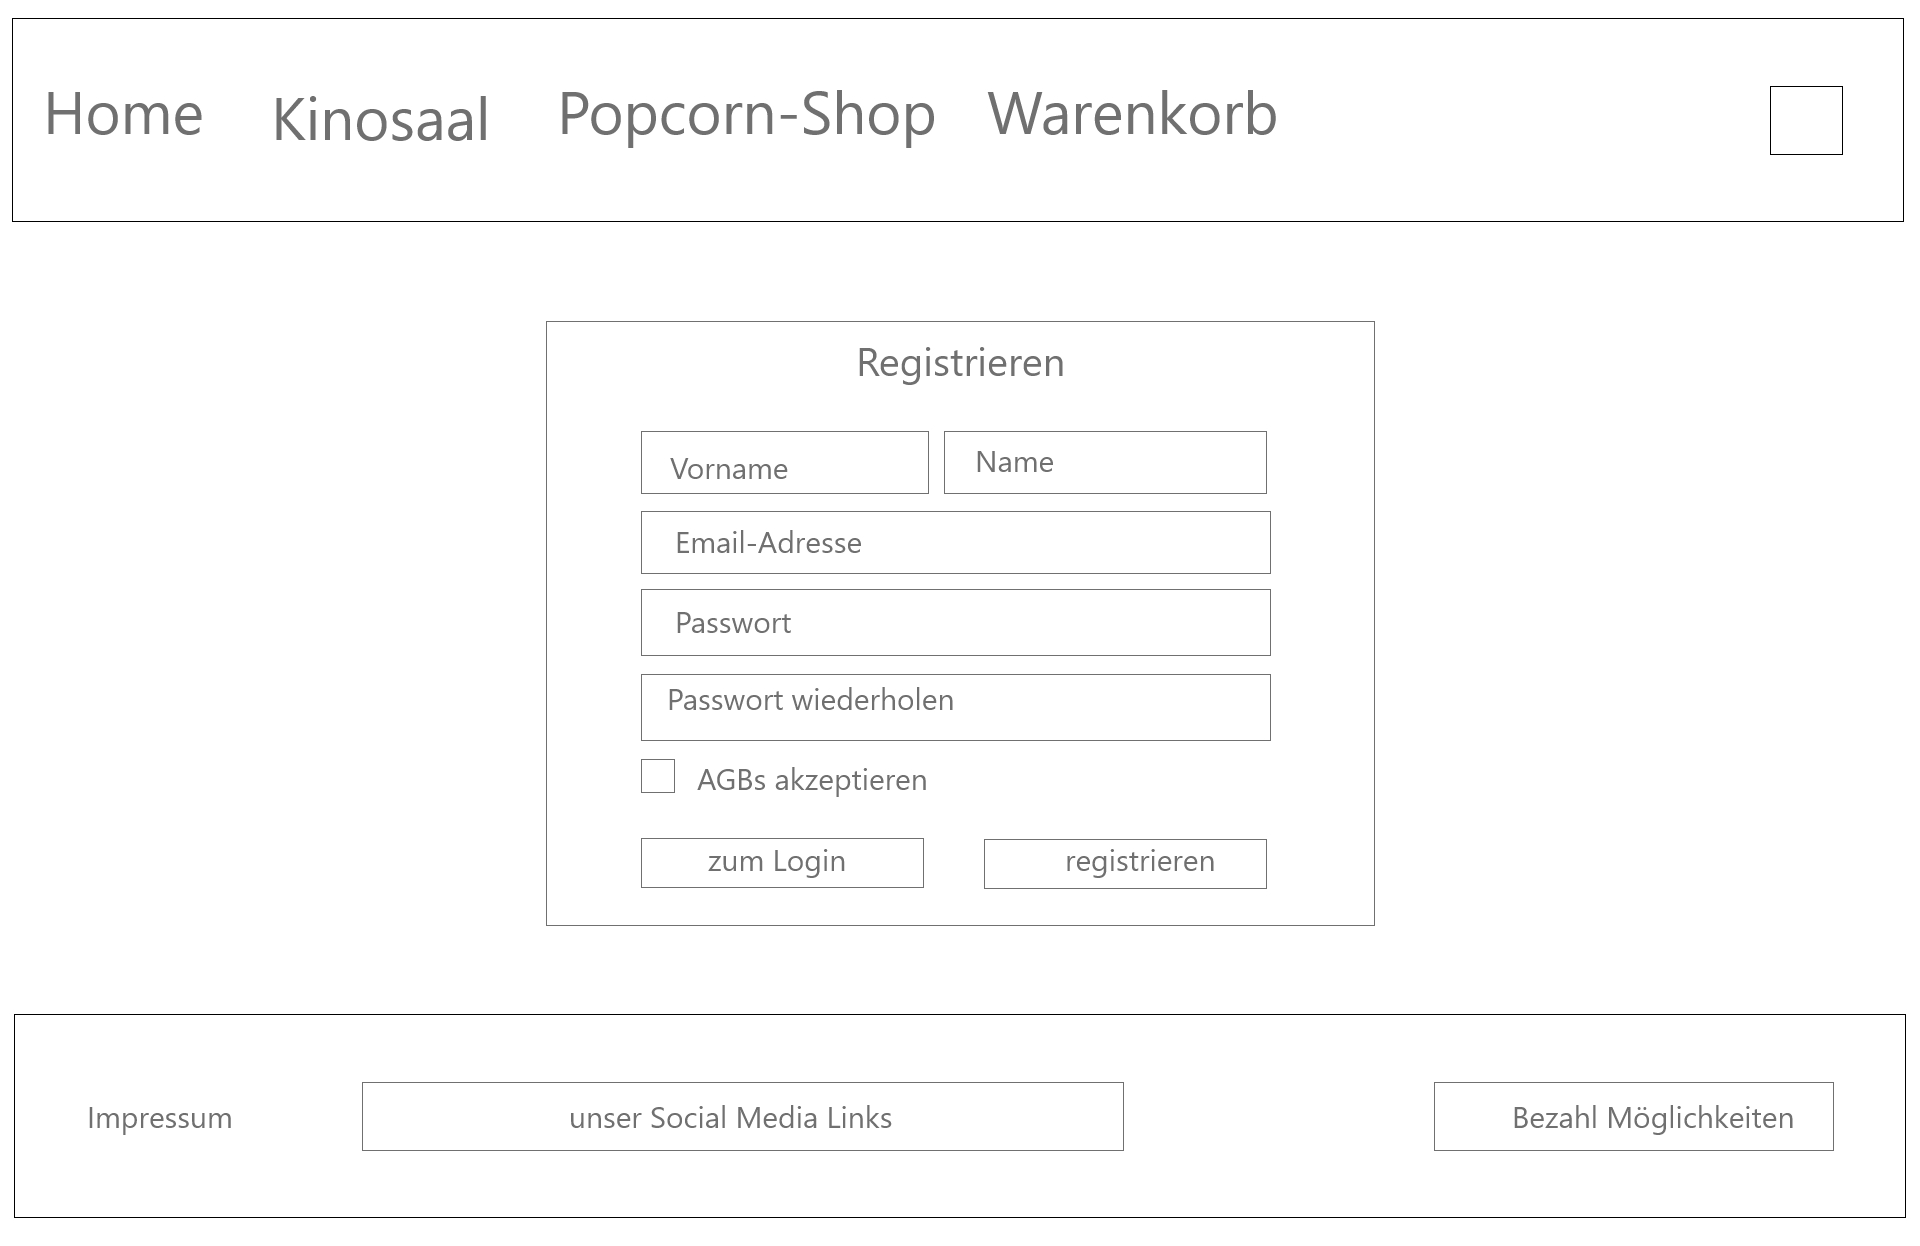 Home Kinosaal Popcorn-Shop Warenkorb
Registrieren
Vorname Name
Email-Adresse
Passwort
Passwort wiederholen
AGBs akzeptieren
zum Login registrieren
Impressum unser Social Media Links Bezahl Möglichkeiten